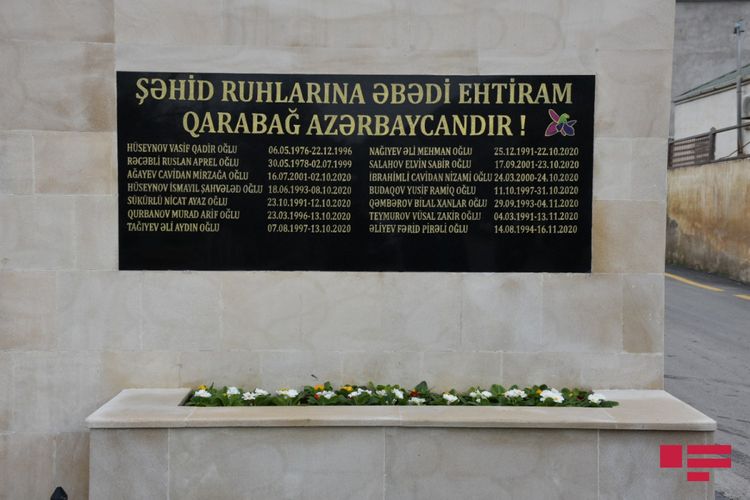 ŞƏHİD RUHLARINA ƏBƏDİ EHTİRAM
QARABAĞ AZƏRBAYCANDIR !
HÜSEYNOV VASİF QADİR OĞLU 06.05.1976-22.12.1996
RƏCƏBLİ RUSLAN APREL OĞLU 30.05.1978-02.07.1999
AĞAYEV CAVİDAN MİRZAĞA OĞLU 16.07.2001-02.10.2020
HÜSEYNOV İSMAYIL ŞAHVƏLƏD OĞLU 18.06.1993-08.10.2020
SÜKÜRLÜ NİCAT AYAZ OĞLU 23.10.1991-12.10.2020
QURBANOV MURAD ARİF OĞLU 23.03.1996-13.10.2020
TAĞIYEV ƏLİ AYDIN OĞLU 07.08.1997-13.10.2020
NAĞIYEV ƏLİ MEHMAN OĞLU 25.12.1991-22.10.2020
SALAHOV ELVİN SABİR OĞLU 17.09.2001-23.10.2020
İBRAHİMLİ CAVİDAN NİZAMİ OĞLU 24.03.2000-24.10.2020
BUDAQOV YUSİF RAMİQ OĞLU 11.10.1997-31.10.2020
QƏMBƏROV BİLAL XANLAR OĞLU 29.09.1993-04.11.2020
TEYMUROV VÜSAL ZAKİR OĞLU 04.03.1991-13.11.2020
ƏLİYEV FƏRİD PİRƏLİ OĞLU 14.08.1994-16.11.2020